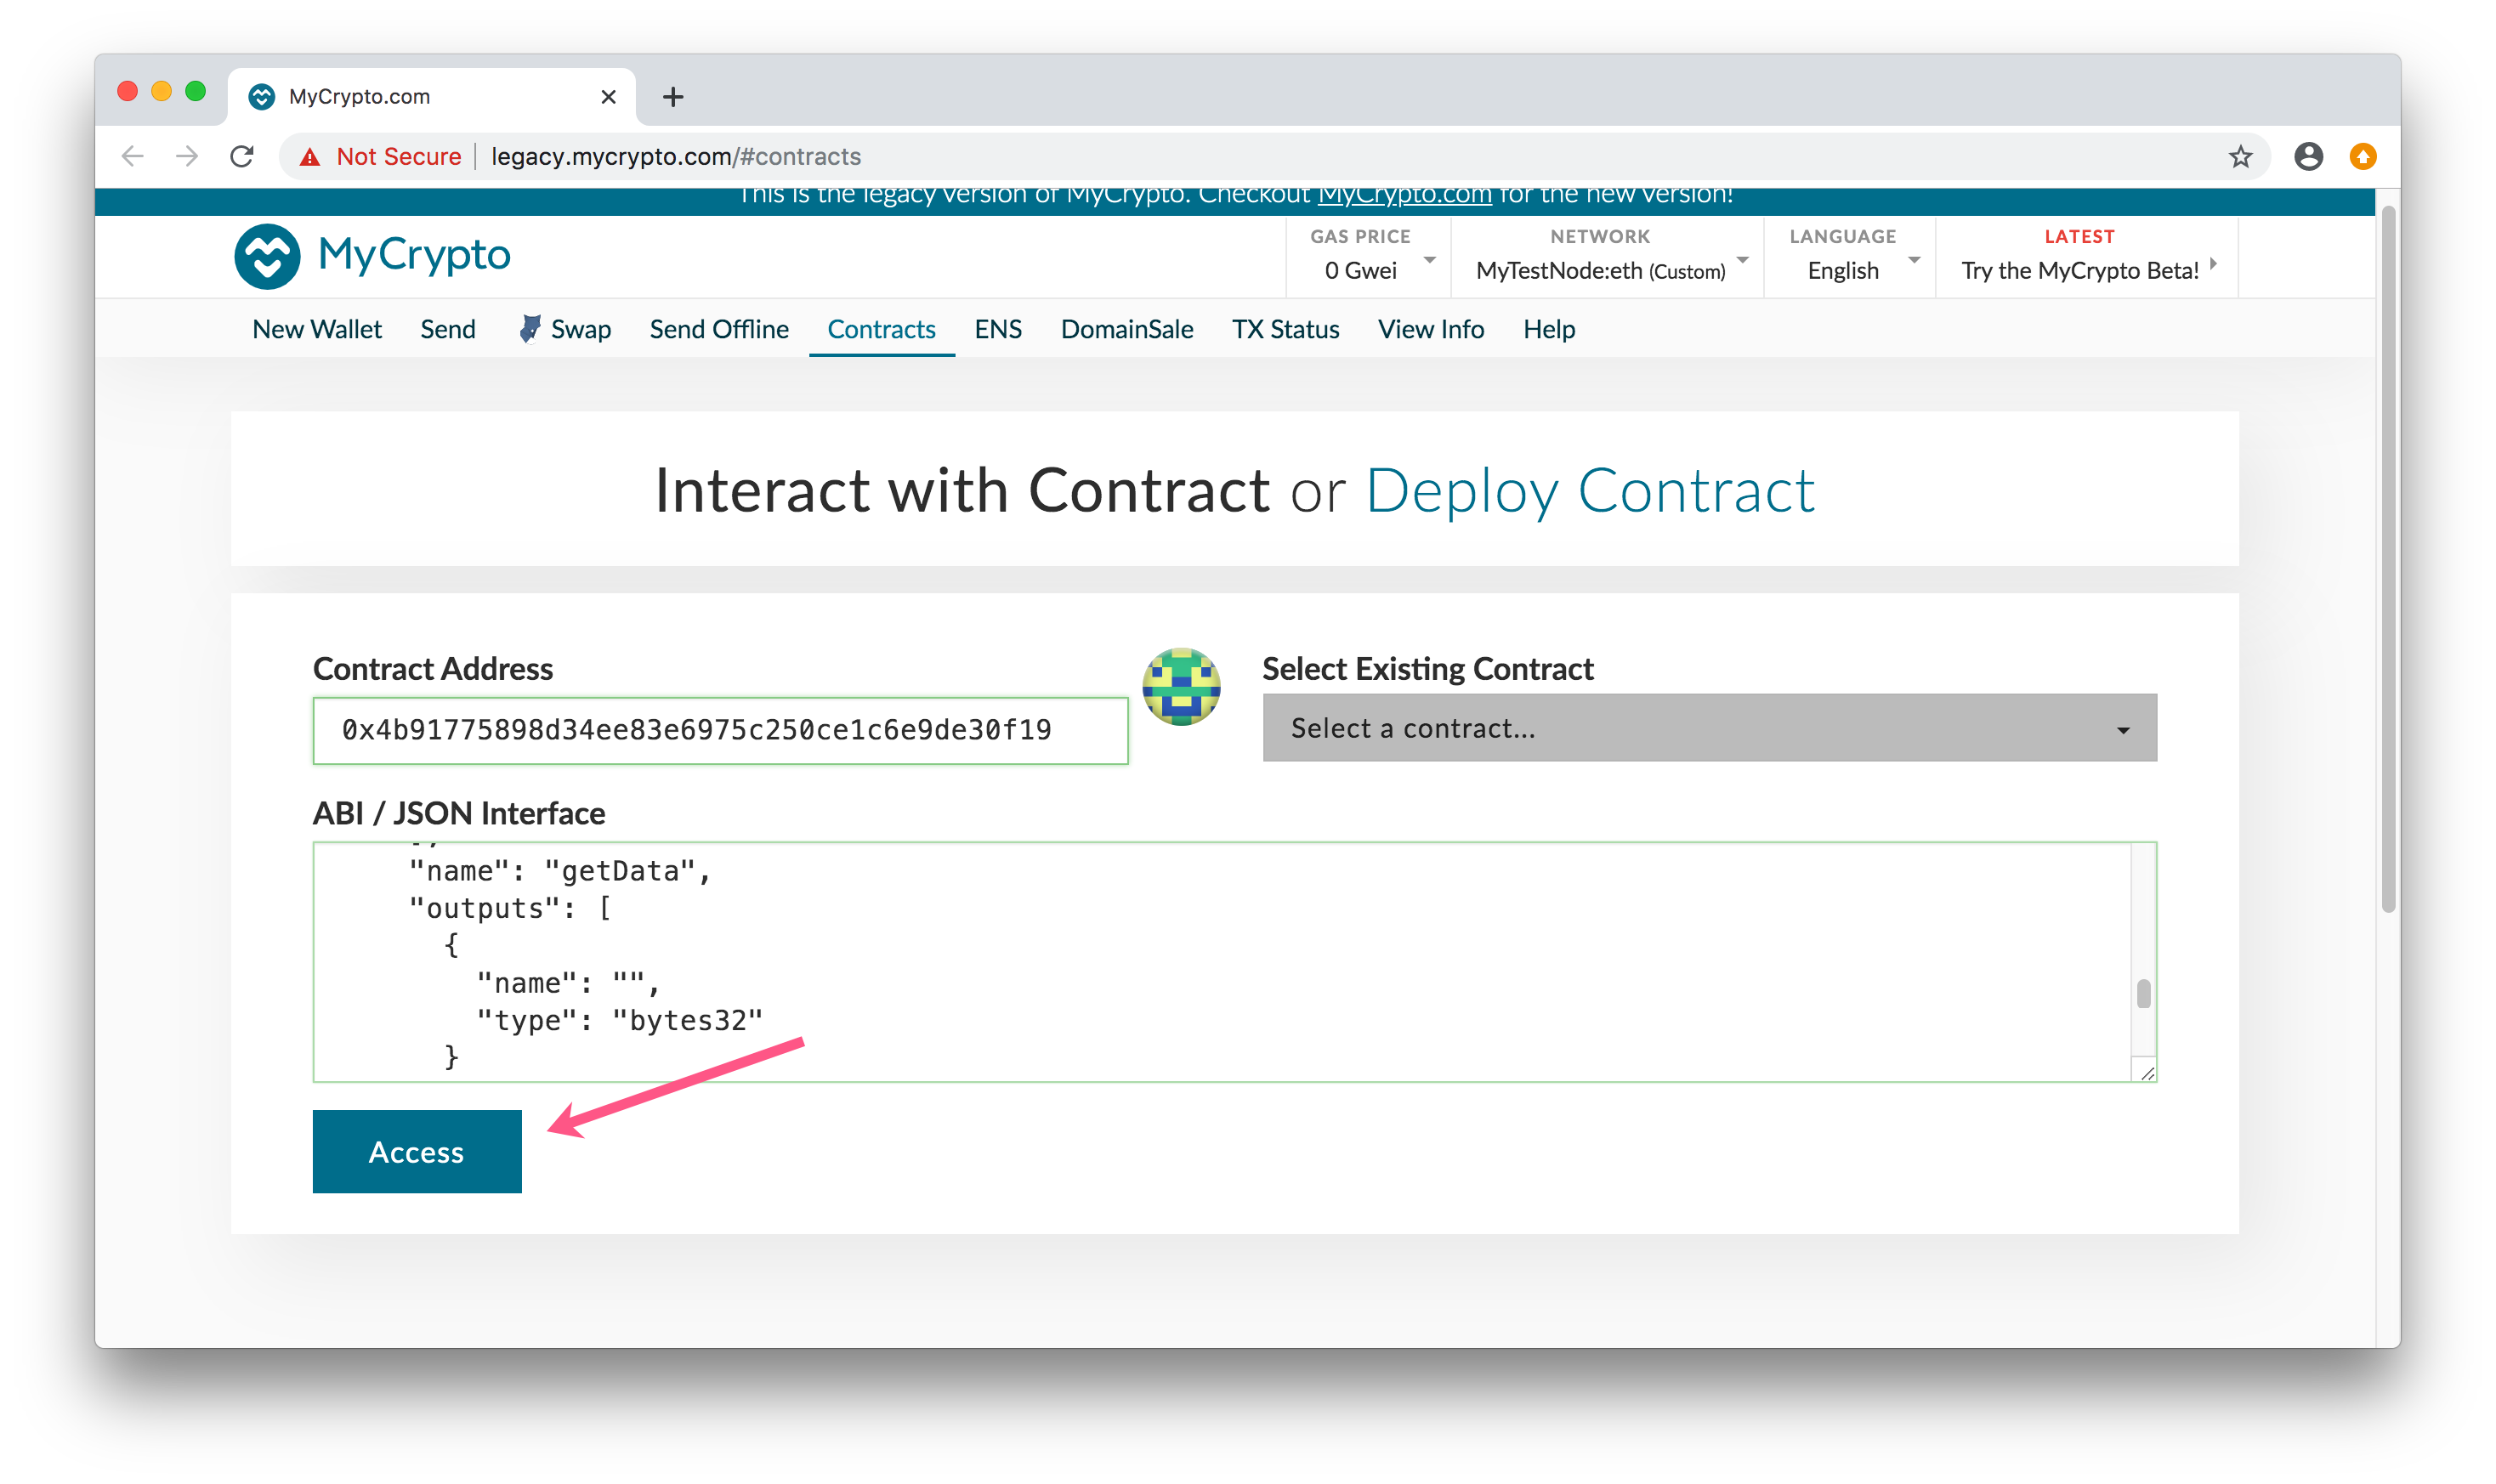 MyCrypto.com
Not Secure legacy.mycrypto.com/#contracts
This is the legacy version of MyCrypto. Checkout MyCrypto.com for the new version!
MyCrypto
GAS PRICE
0 Gwei
NETWORK
MyTestNode:eth (Custom)
LANGUAGE
English
LATEST
Try the MyCrypto Beta!
New Wallet Send Swap Send Offline Contracts ENS DomainSale TX Status View Info Help
Interact with Contract or Deploy Contract
Contract Address
0x4b91775898d34ee83e6975c250ce1c6e9de30f19
Select Existing Contract
Select a contract...
ABI / JSON Interface
"name": "getData",
"outputs": [
{
"name": "",
"type": "bytes32"
}
Access